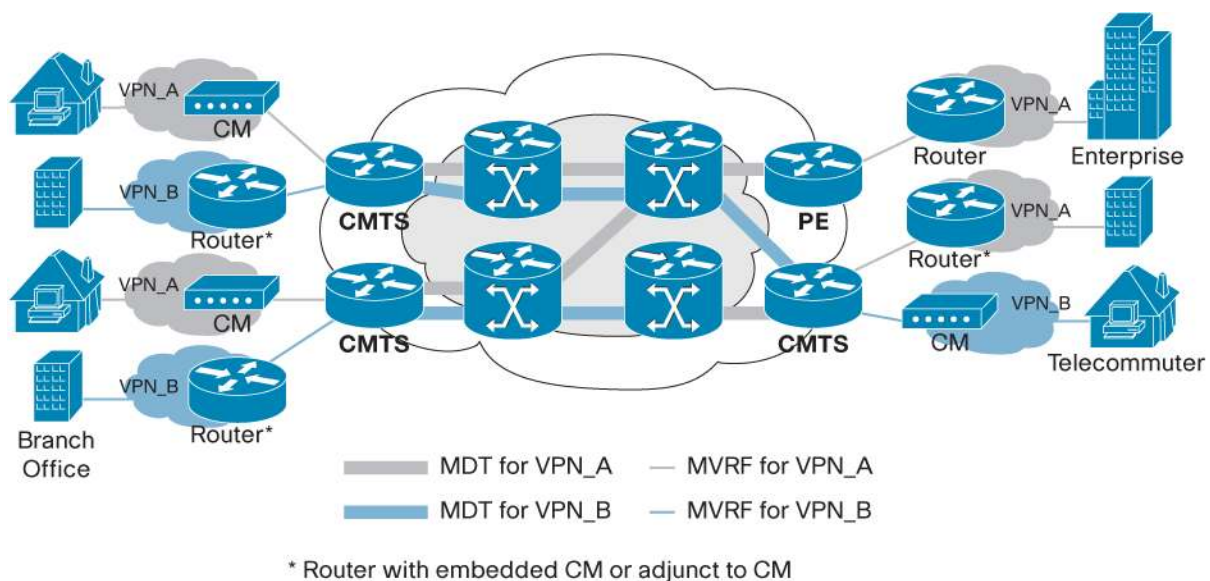 VPN_A
CM
VPN_B
Router*
VPN_A
CM
VPN_B
Router*
Branch
Office
CMTS
CMTS
PE
CMTS
VPN_A
Router
Enterprise
VPN_A
Router*
VPN_B
CM
Telecommuter
MDT for VPN_A
MVRF for VPN_A
MDT for VPN_B
MVRF for VPN_B
* Router with embedded CM or adjunct to CM